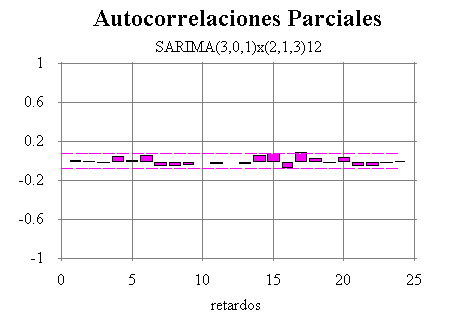 Autocorrelaciones Parciales
SARIMA(3,0,1)x(2,1,3)12
1
0.6
0.2
-0.2
-0.6
-1
0 5 10 15 20 25
retardos